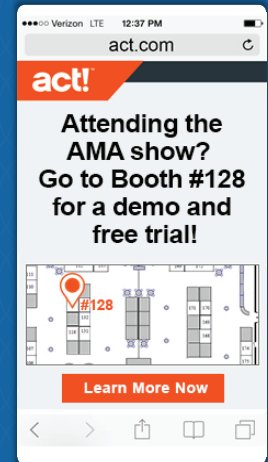 Verizon LTE 12:37 PM
act.com
act!
Attending the
AMA show?
Go to Booth #128
for a demo and
free trial!
#128
Learn More Now